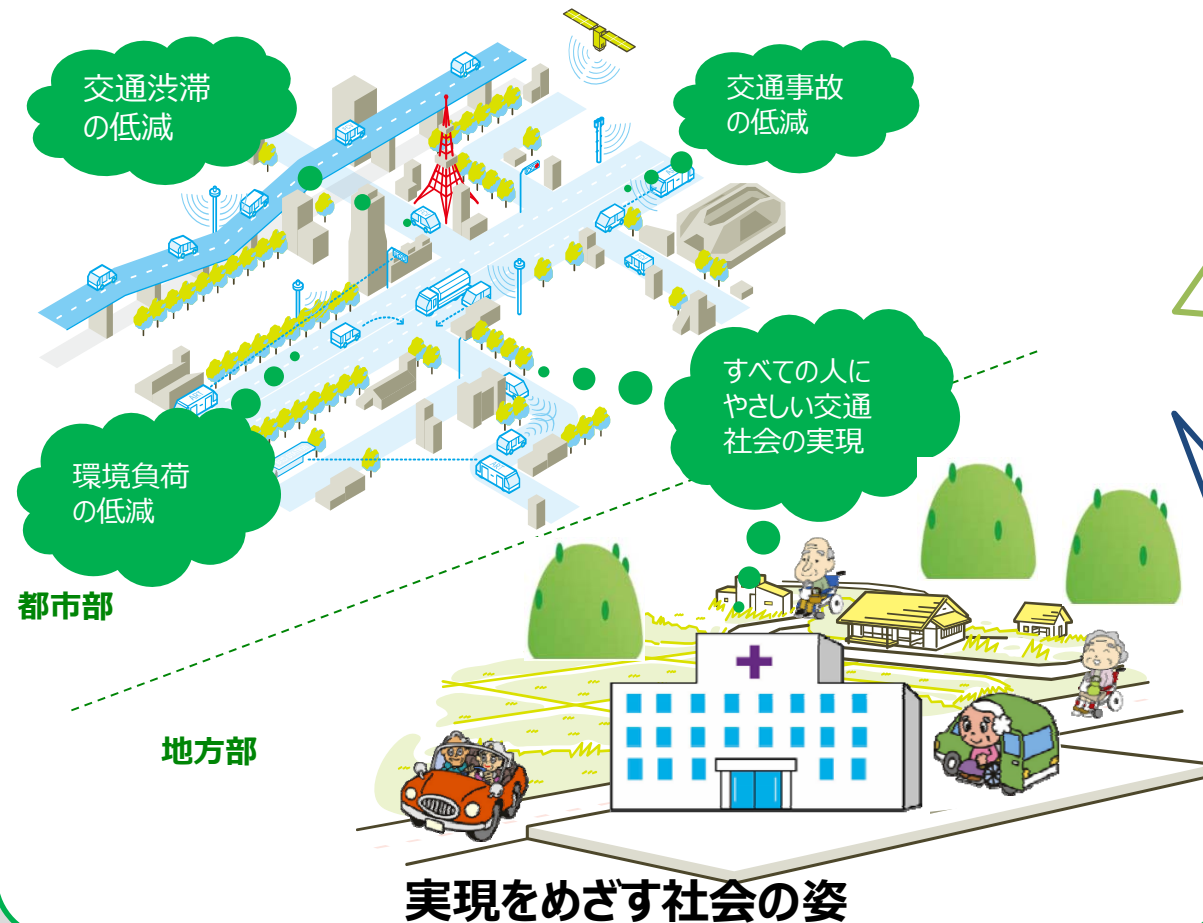 交通渋滞
の低減
交通事故
の低減
すべての人に
やさしい交通
社会の実現
環境負荷
の低減
都市部
地方部
実現をめざす社会の姿